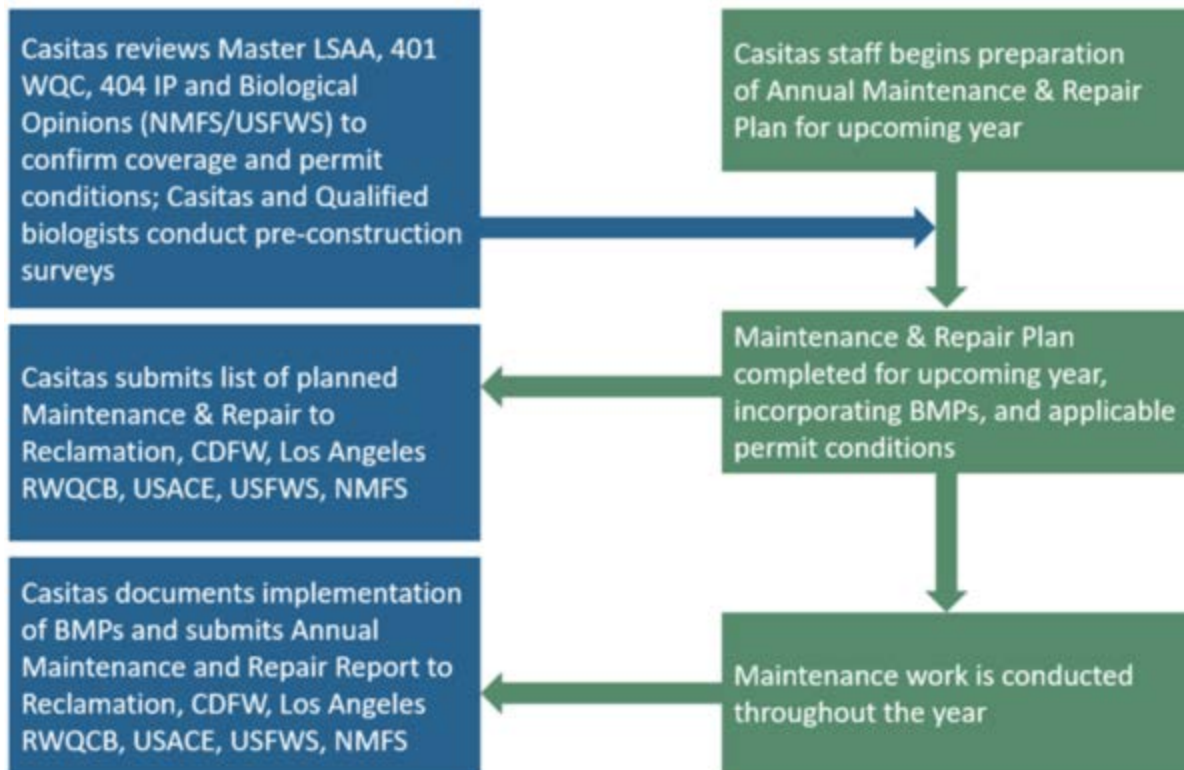 Casitas reviews Master LSAA, 401
WQC, 404 IP and Biological
Opinions (NMFS/USFWS) to
confirm coverage and permit
conditions; Casitas and Qualified
biologists conduct pre-construction
surveys
Casitas staff begins preparation
of Annual Maintenance & Repair
Plan for upcoming year
Casitas submits list of planned
Maintenance & Repair to
Reclamation, CDFW, Los Angeles
RWQCB, USACE, USFWS, NMFS
Maintenance & Repair Plan
completed for upcoming year,
incorporating BMPs, and applicable
permit conditions
Casitas documents implementation
of BMPs and submits Annual
Maintenance and Repair Report to
Reclamation, CDFW, Los Angeles
RWQCB, USACE, USFWS, NMFS
Maintenance work is conducted
throughout the year